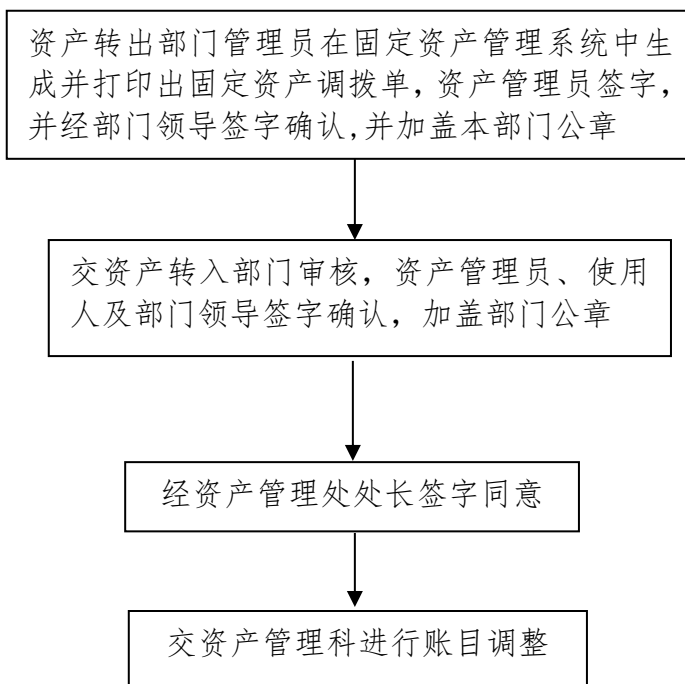 资产转出部门管理员在固定资产管理系统中生
成并打印出固定资产调拨单，资产管理员签字，
并经部门领导签字确认,并加盖本部门公章
交资产转入部门审核，资产管理员、使用
人及部门领导签字确认，加盖部门公章
经资产管理处处长签字同意
交资产管理科进行账目调整